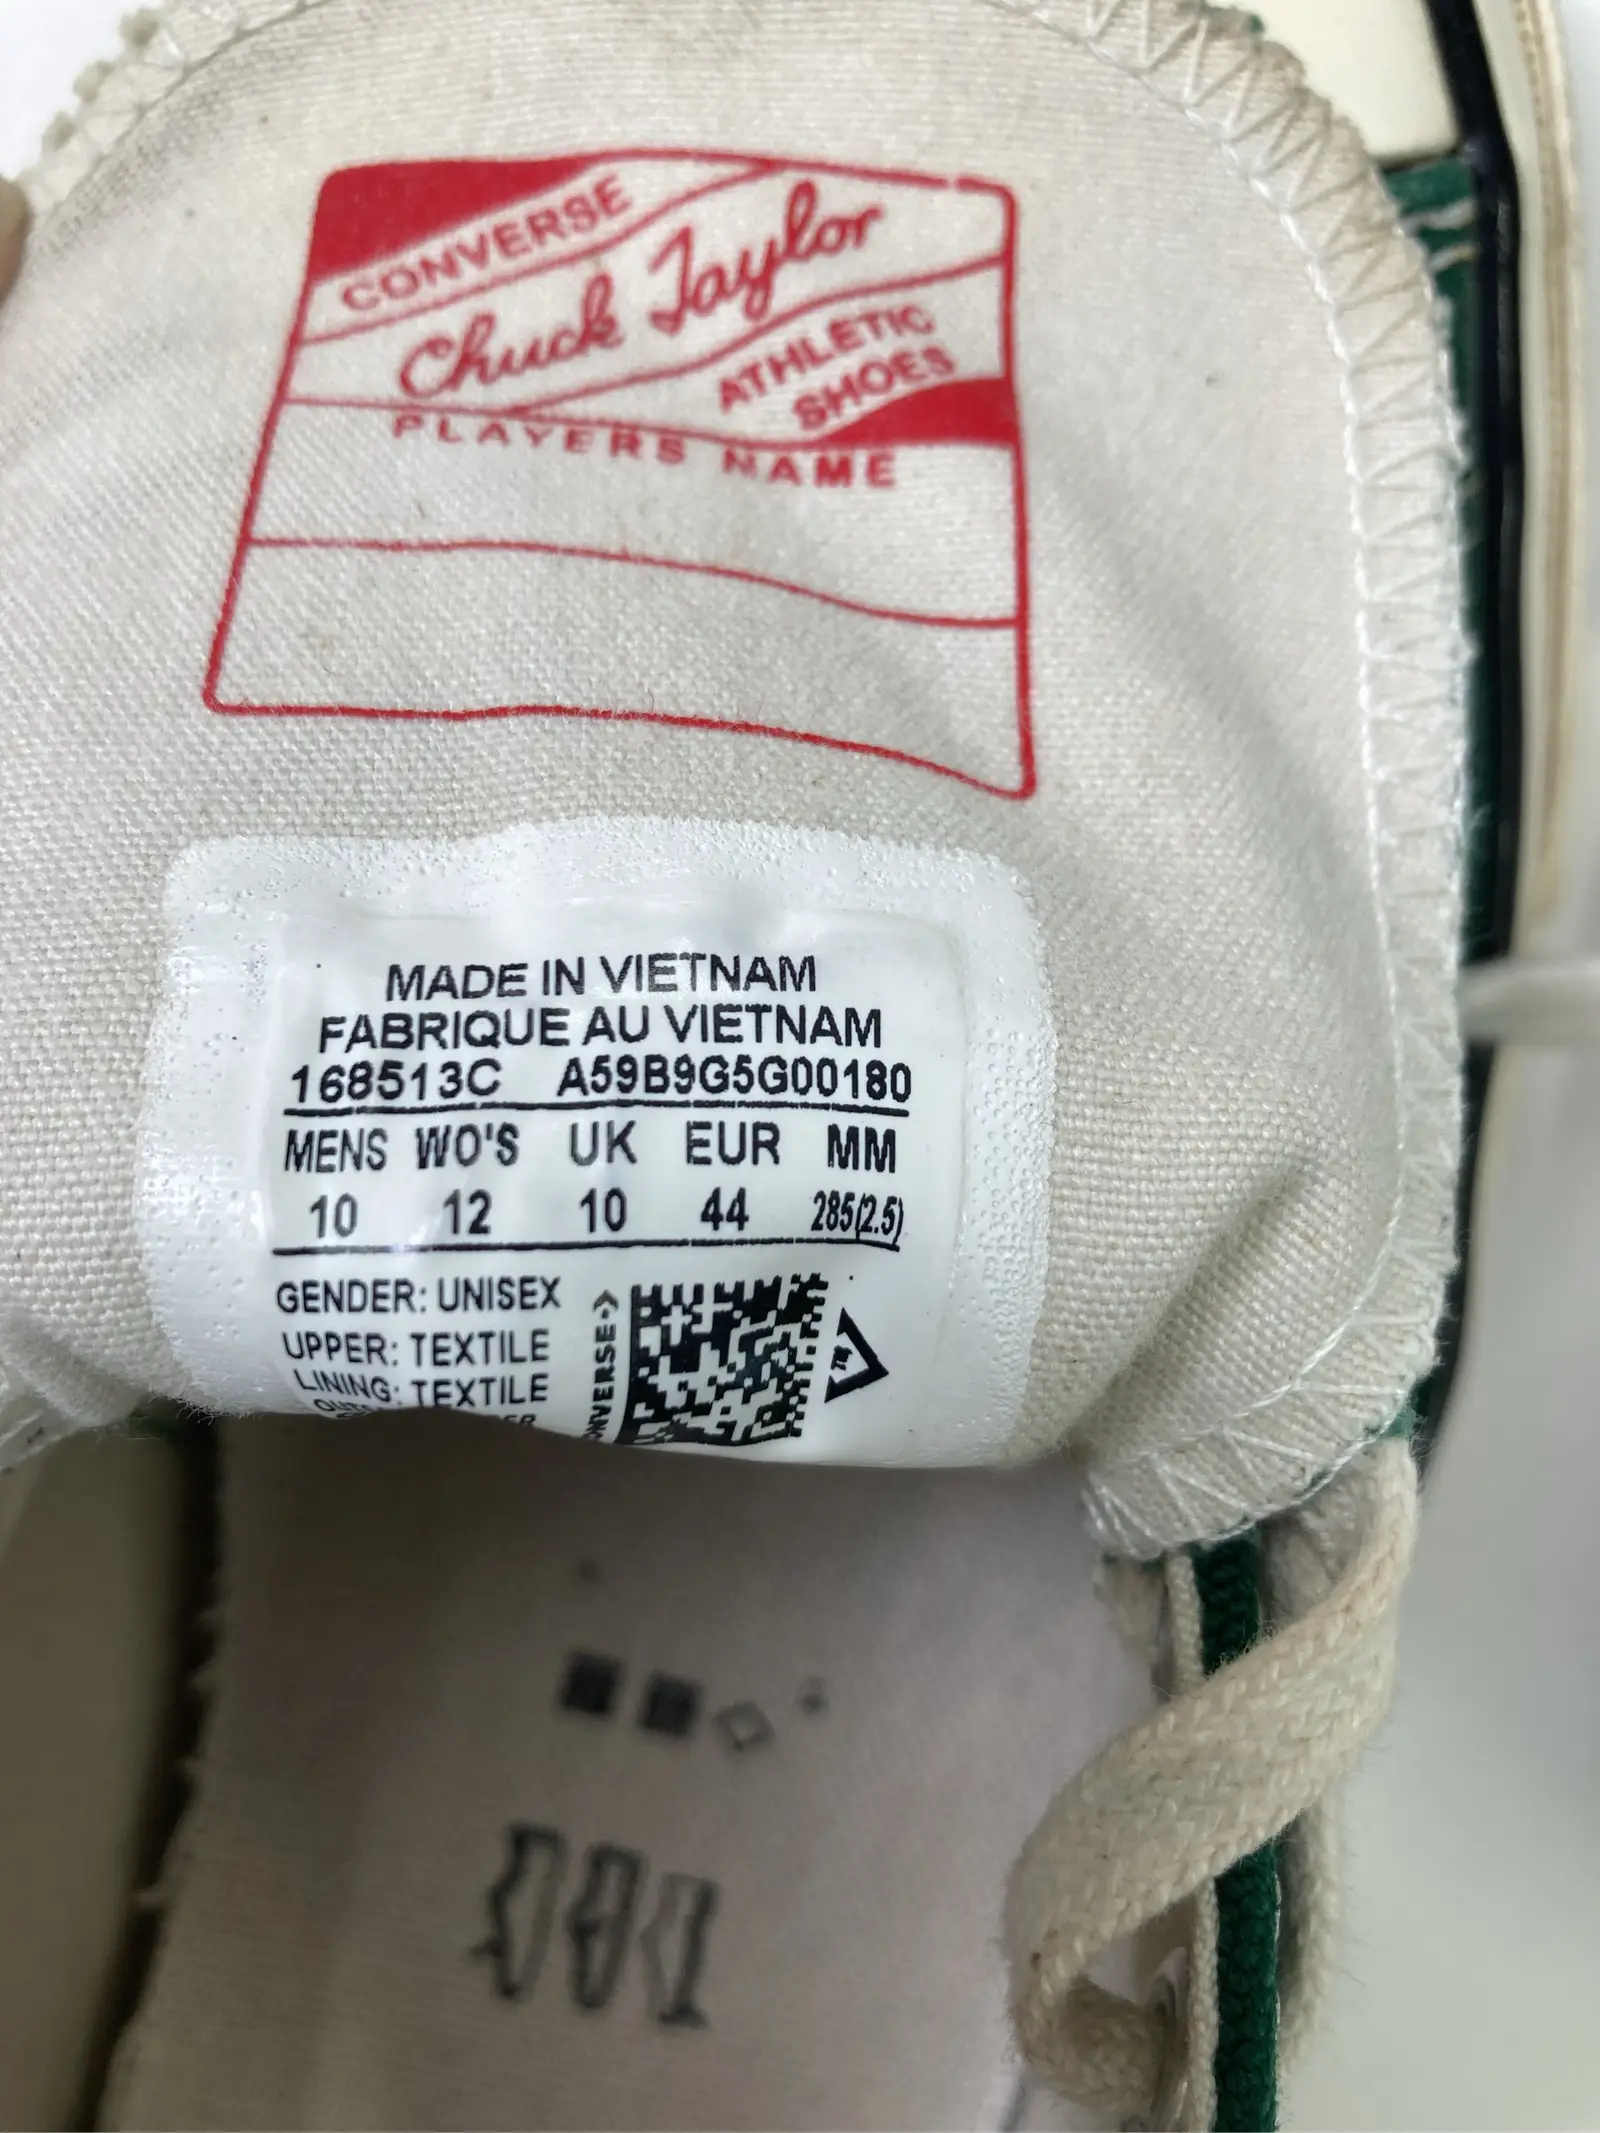 CONVERSE
Chuck Taylor
ATHLETIC
SHOES
PLAYERS NAME
MADE IN VIETNAM
FABRIQUE AU VIETNAM
168513C A59B9G5G00180
MENS WO'S UK EUR MM
10 12 10 44 285(2.5)
GENDER: UNISEX
UPPER: TEXTILE
LINING: TEXTILE
CONVERSE
TM